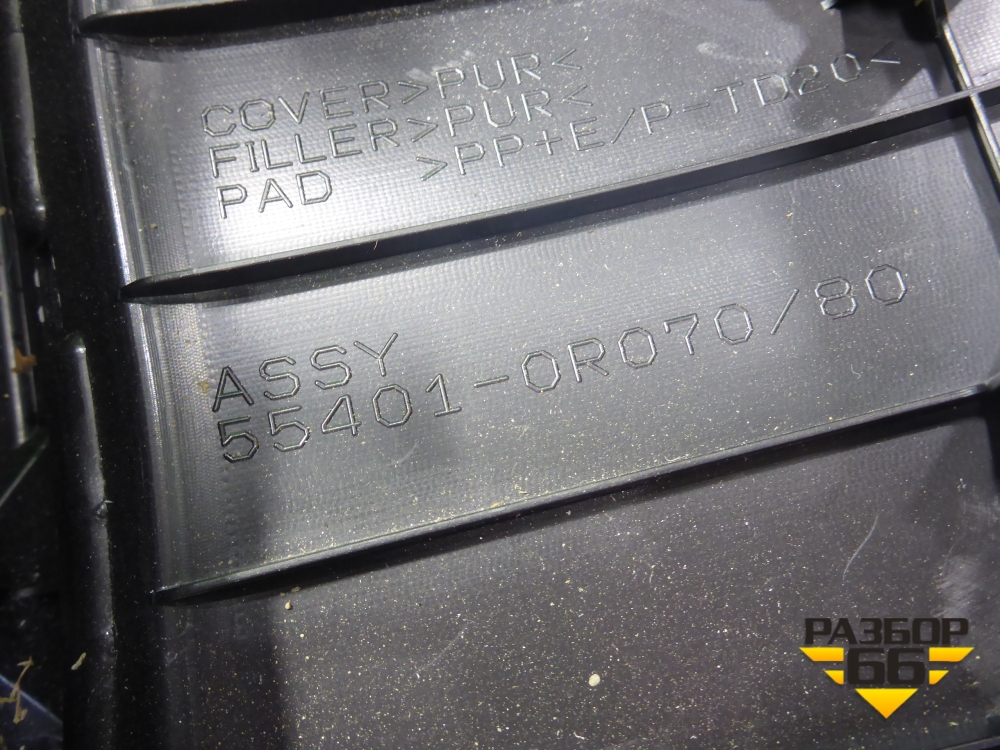 COVER>PUR<
FILLER>PUR<
PAD >PP+E/P-TD20<
ASSY
55401-0R070/80
РАЗБОР
66